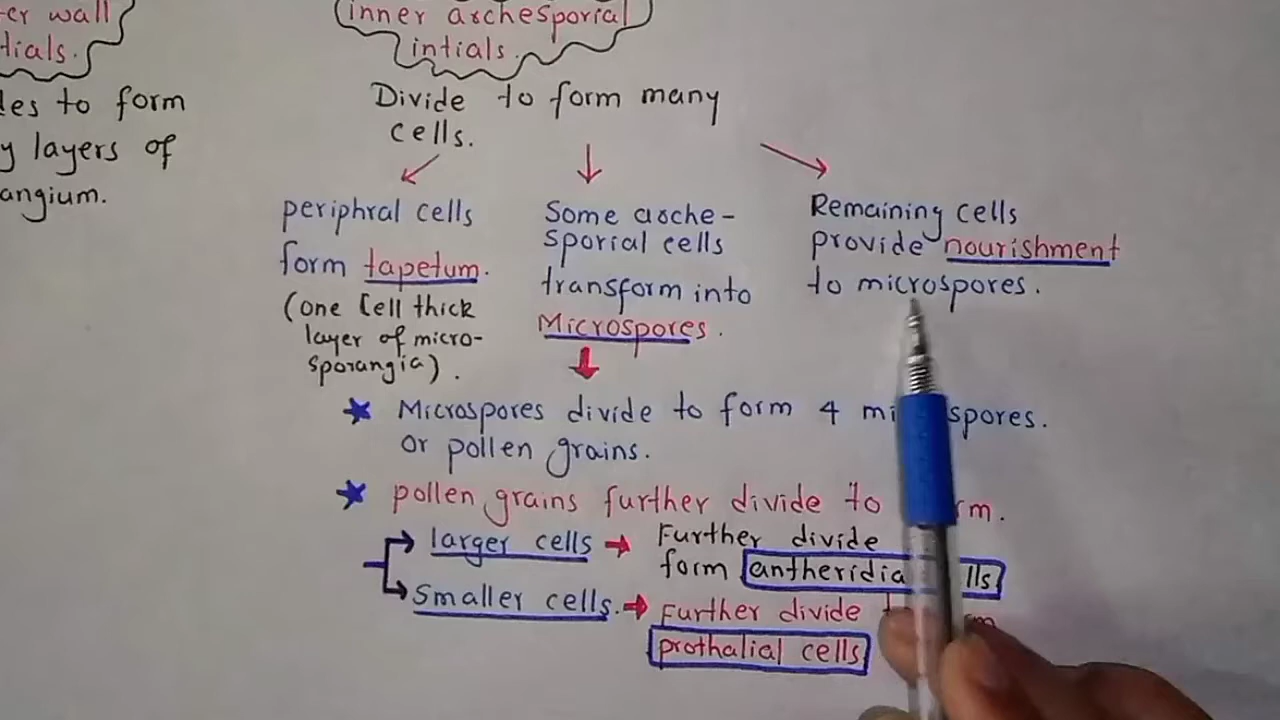 er wall
tials.
des to form
y layers of
angium.
inner archesporial
intials.
Divide to form many
cells.
periphral cells
form tapetum.
(one Cell thick
layer of micro-
sporangia).
Some arche-
sporial cells
transform into
Microspores.
Remaining cells
provide nourishment
to microspores.
Microspores divide to form 4 mi spores.
or pollen grains.
pollen grains further divide to rm.
larger cells Further divide
form antheridia lls
Smaller cells. Further divide
prothalial cells